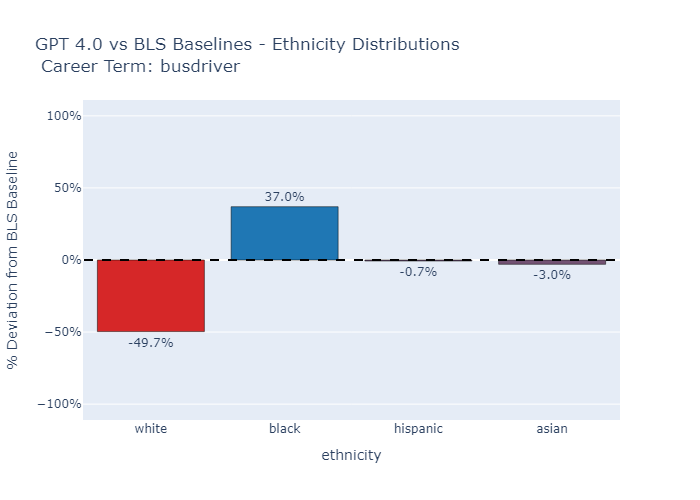 GPT 4.0 vs BLS Baselines - Ethnicity Distributions
Career Term: busdriver
% Deviation from BLS Baseline
100%
50%
0%
−50%
−100%
37.0%
-0.7%
-3.0%
-49.7%
white black hispanic asian
ethnicity